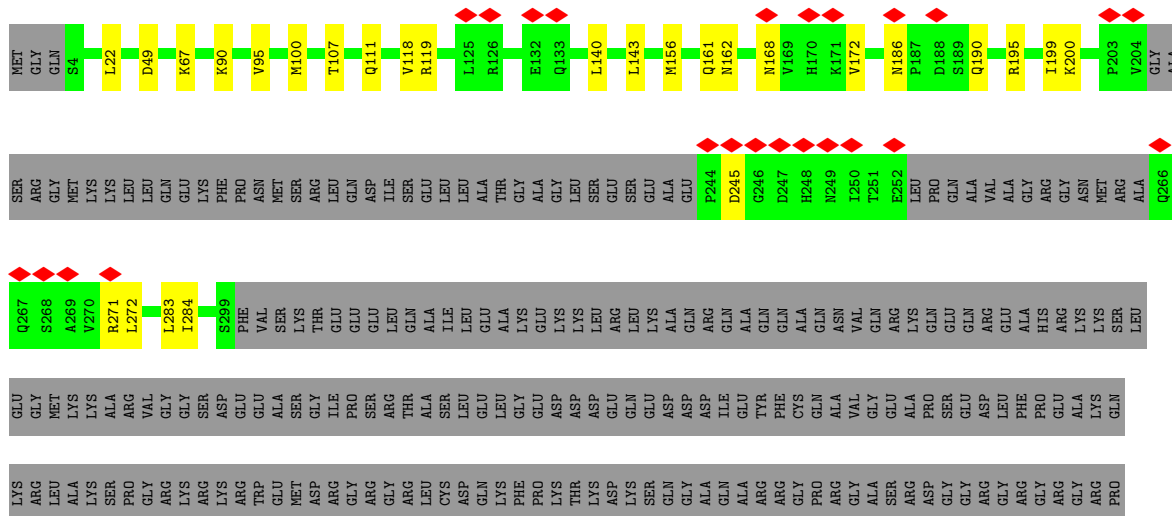 MET GLY GLN S4 L22 D49 K67 K90 V95 M100 T107 Q111 V118 R119 L125 R126 E132 Q133 L140 L143 M156 Q161 N162 N168 V169 H170 K171 V172 N186 P187 D188 S189 Q190 R195 I199 K200 P203 V204 GLY ALA
SER ARG GLY MET LYS LYS LEU LEU GLN GLU LYS PHE PRO ASN MET SER ARG LEU GLN ASP ILE SER GLU LEU LEU ALA THR GLY ALA GLY LEU SER GLU SER GLU ALA GLU P244 D245 G246 D247 H248 N249 I250 T251 E252 LEU PRO GLN ALA VAL ALA GLY ARG GLY ASN MET ARG ALA Q266
Q267 S268 A269 V270 R271 L272 L283 I284 S299 PHE VAL SER LYS THR GLU GLU GLU LEU GLN ALA ILE LEU GLU ALA LYS GLU LYS LYS LEU ARG LEU LYS ALA GLN ARG GLN ALA GLN GLN ALA GLN ASN VAL GLN ARG LYS GLN GLU GLN ARG GLU ALA HIS ARG LYS LYS SER LEU
GLU GLY MET LYS LYS ALA ARG VAL GLY GLY SER ASP GLU GLU ALA SER GLY ILE PRO SER ARG THR ALA SER LEU GLU LEU GLY GLU ASP ASP ASP GLU GLN GLU ASP ASP ASP ILE GLU TYR PHE CYS GLN ALA VAL GLY GLU ALA PRO SER GLU ASP LEU PHE PRO GLU ALA LYS GLN
LYS ARG LEU ALA LYS SER PRO GLY ARG LYS ARG LYS ARG TRP GLU MET ASP ARG GLY ARG GLY ARG LEU CYS ASP GLN LYS PHE PRO LYS THR LYS ASP LYS SER GLN GLY ALA GLN ALA ARG ARG GLY PRO ARG GLY ALA SER ARG ASP GLY GLY ARG GLY ARG GLY ARG GLY ARG PRO